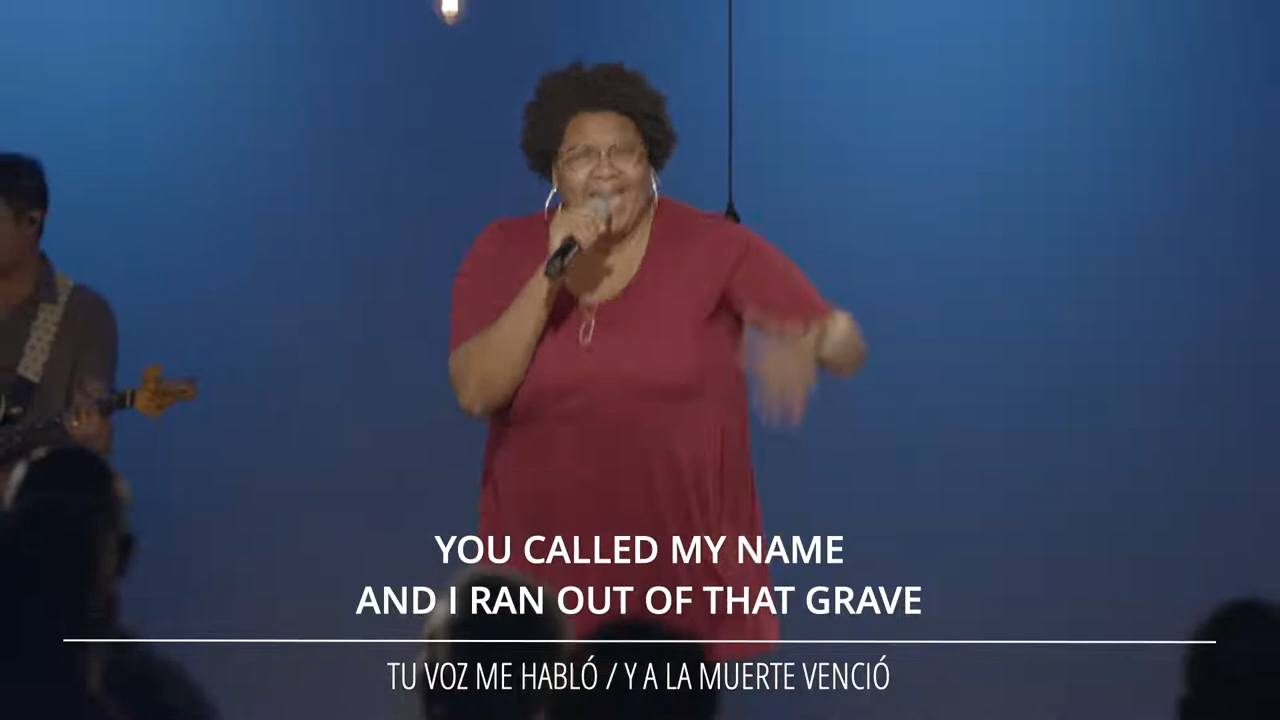 YOU CALLED MY NAME
AND I RAN OUT OF THAT GRAVE
TU VOZ ME HABLÓ / Y A LA MUERTE VENCIÓ